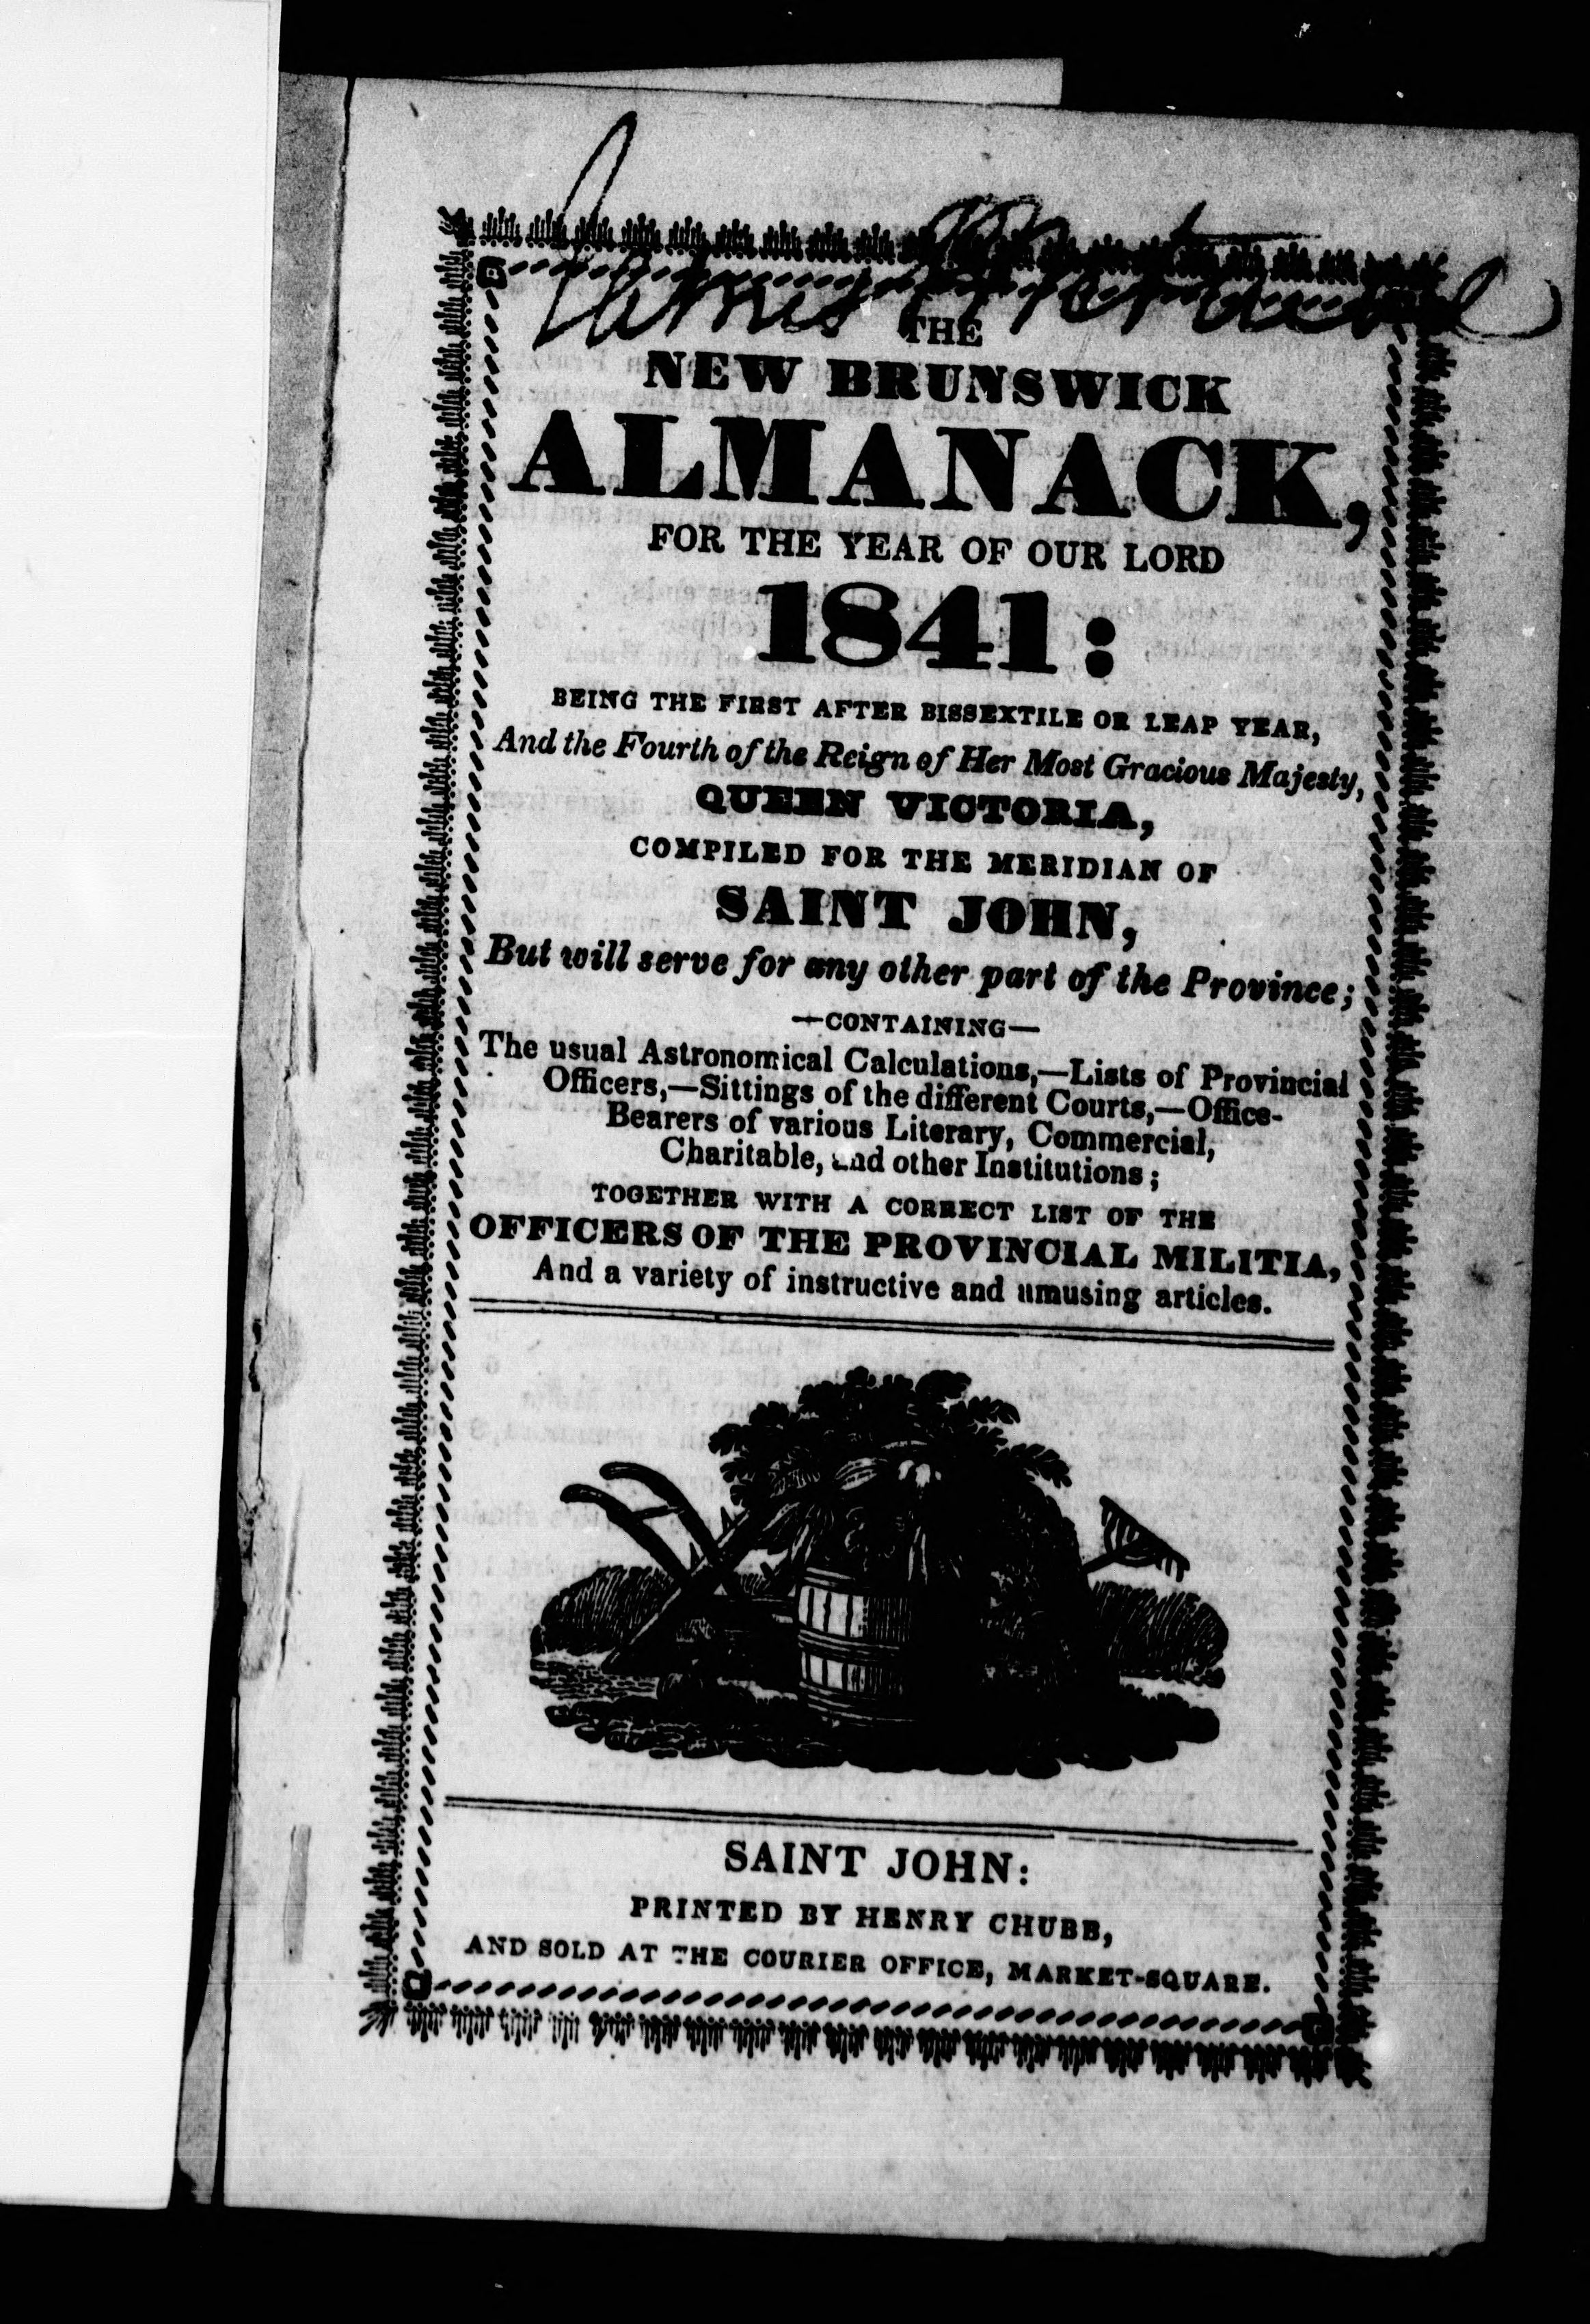 James
THE
NEW BRUNSWICK
ALMANACK,
FOR THE YEAR OF OUR LORD
1841:
BEING THE FIRST AFTER BISSEXTILE OR LEAP YEAR,
And the Fourth of the Reign of Her Most Gracious Majesty,
QUEEN VICTORIA,
COMPILED FOR THE MERIDIAN OF
SAINT JOHN,
But will serve for any other part of the Province;
—CONTAINING—
The usual Astronomical Calculations,—Lists of Provincial
Officers,—Sittings of the different Courts,—Office-
Bearers of various Literary, Commercial,
Charitable, and other Institutions;
TOGETHER WITH A CORRECT LIST OF THE
OFFICERS OF THE PROVINCIAL MILITIA,
And a variety of instructive and amusing articles.
SAINT JOHN:
PRINTED BY HENRY CHUBB,
AND SOLD AT THE COURIER OFFICE, MARKET-SQUARE.